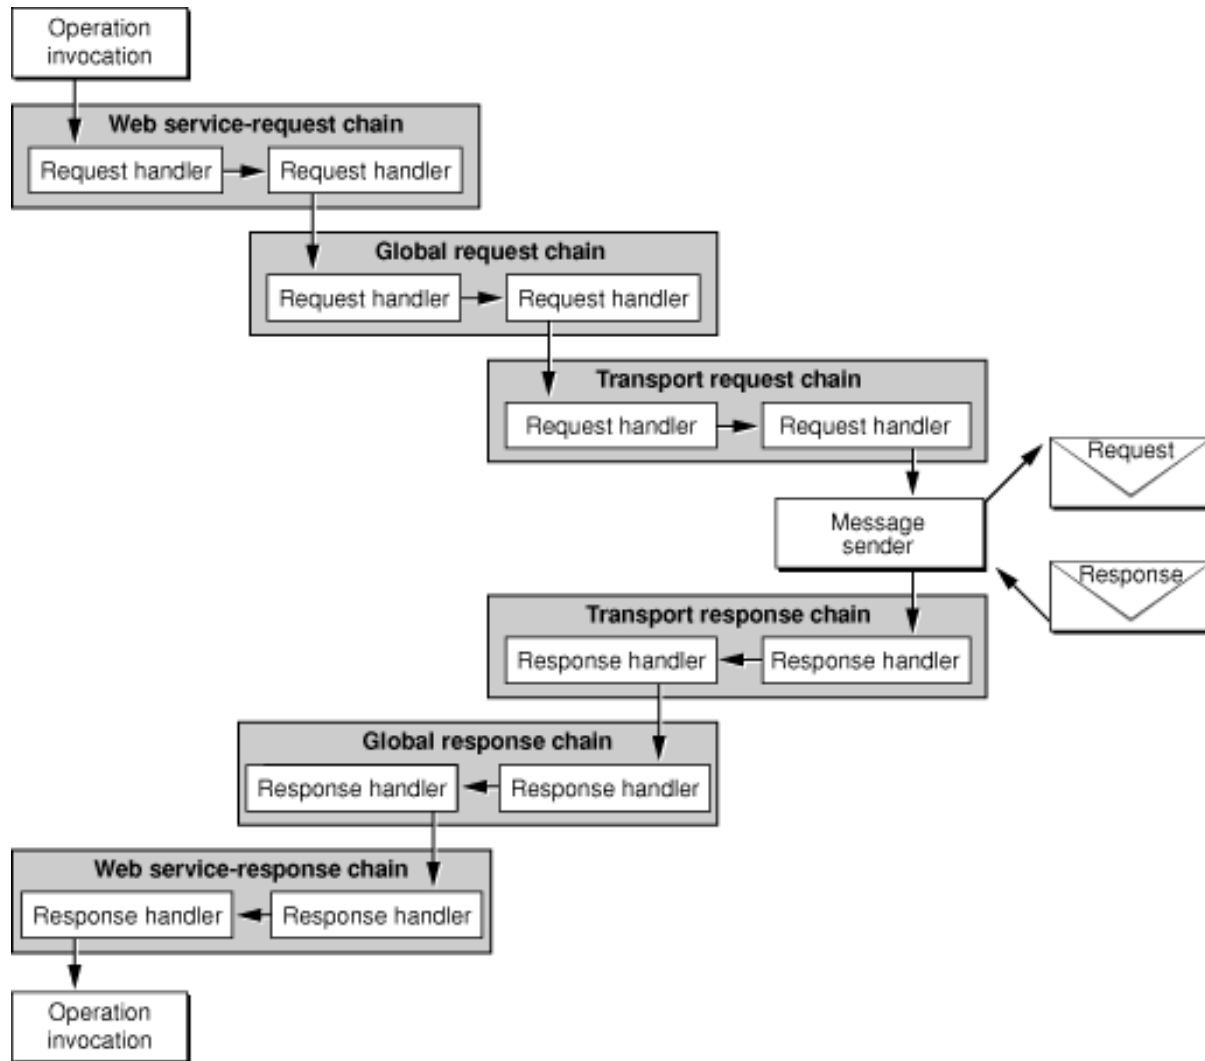 Operation
invocation
Web service-request chain
Request handler
Request handler
Global request chain
Request handler
Request handler
Transport request chain
Request handler
Request handler
Request
Message
sender
Response
Transport response chain
Response handler
Response handler
Global response chain
Response handler
Response handler
Web service-response chain
Response handler
Response handler
Operation
invocation